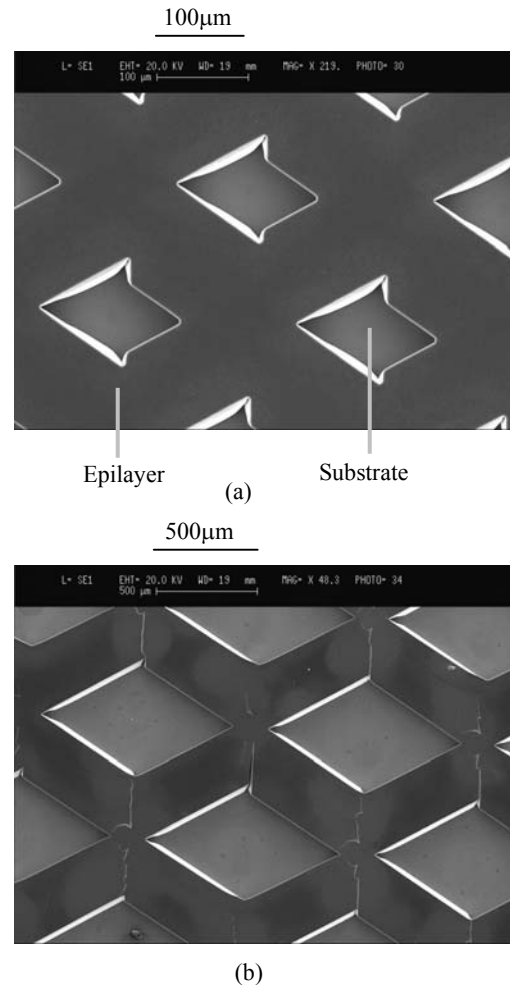 100μm
L= SE1 EHT= 20.0 KV WD= 19 mm MAG= X 219. PHOTO= 30
100 μm
Epilayer Substrate
(a)
500μm
L= SE1 EHT= 20.0 KV WD= 19 mm MAG= X 48.3 PHOTO= 34
500 μm
(b)